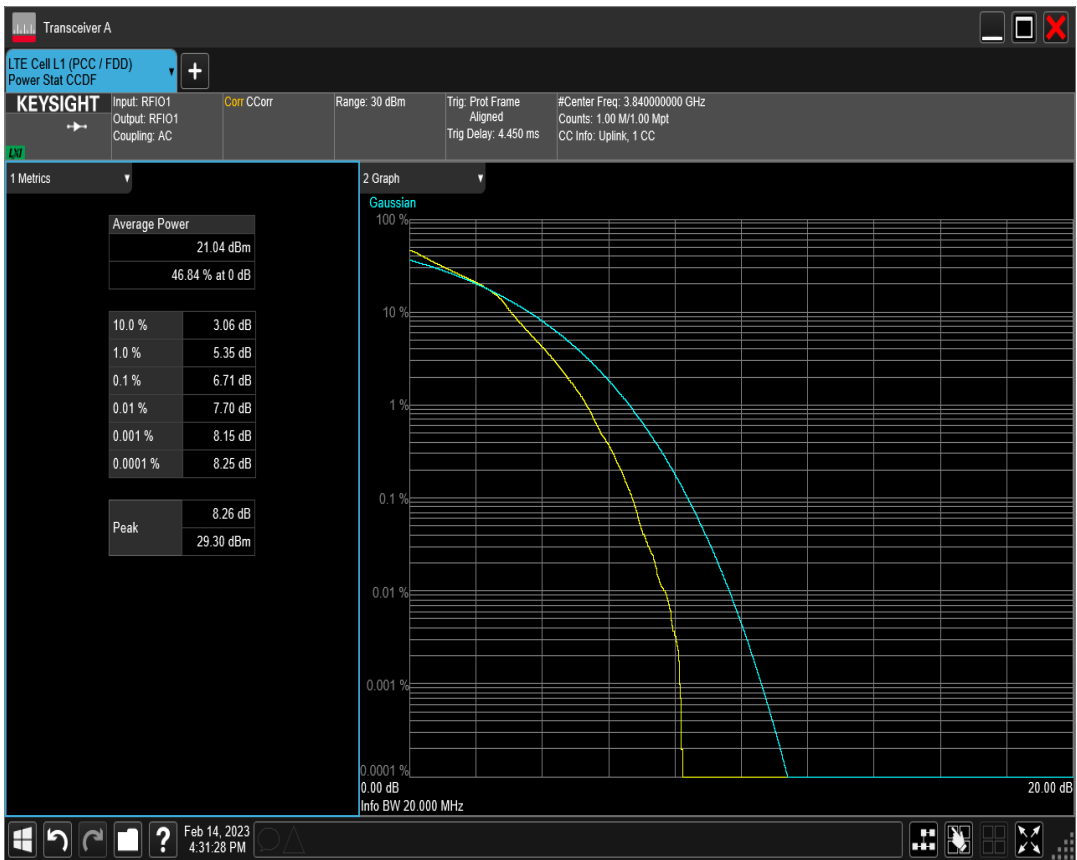 Transceiver A
LTE Cell L1 (PCC / FDD)
Power Stat CCDF
KEYSIGHT
LXI
Input: RFIO1
Output: RFIO1
Coupling: AC
Corr CCorr
Range: 30 dBm
Trig: Prot Frame
Aligned
Trig Delay: 4.450 ms
#Center Freq: 3.840000000 GHz
Counts: 1.00 M/1.00 Mpt
CC Info: Uplink, 1 CC
1 Metrics
Average Power
21.04 dBm
46.84 % at 0 dB
10.0 % 3.06 dB
1.0 % 5.35 dB
0.1 % 6.71 dB
0.01 % 7.70 dB
0.001 % 8.15 dB
0.0001 % 8.25 dB
Peak
8.26 dB
29.30 dBm
2 Graph
Gaussian
100 %
10 %
1 %
0.1 %
0.01 %
0.001 %
0.0001 %
0.00 dB
20.00 dB
Info BW 20.000 MHz
?
Feb 14, 2023
4:31:28 PM